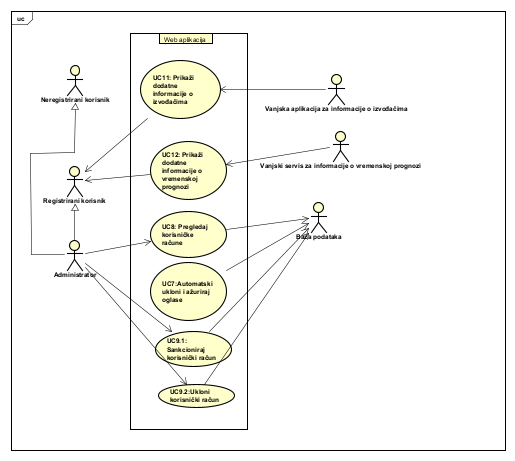 uc
Web aplikacija
UC11: Prikaži
dodatne
informacije o
izvođačima
Neregistrirani korisnik
Vanjska aplikacija za informacije o izvođačima
UC12: Prikaži
dodatne
informacije o
vremenskoj
prognozi
Vanjski servis za informacije o vremenskoj prognozi
Registrirani korisnik
UC8: Pregledaj
korisničke
račune
Baza podataka
Administrator
UC7:Automatski
ukloni i ažuriraj
oglase
UC9.1:
Sankcioniraj
korisnički račun
UC9.2:Ukloni
korisnički račun